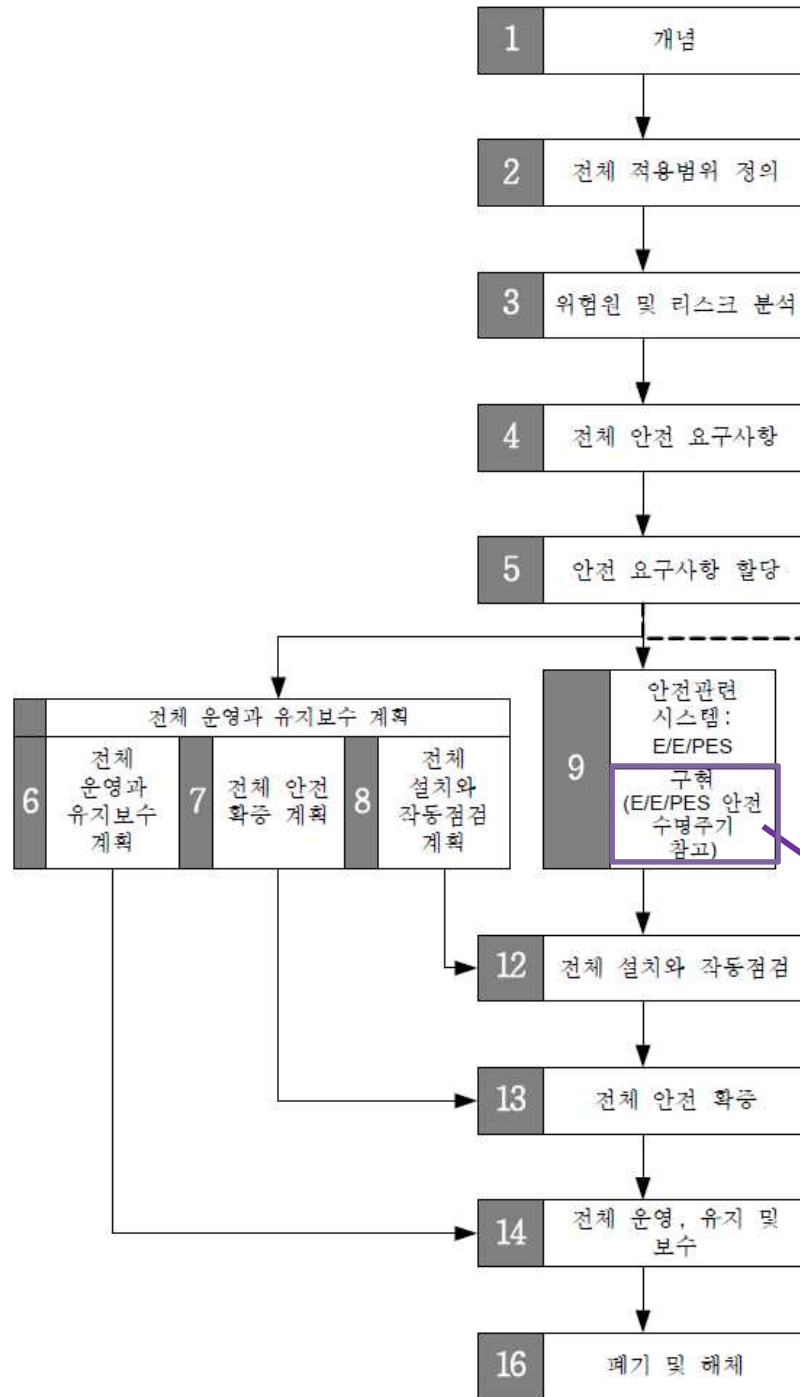 1
개념
2
전체 적용범위 정의
3
위험원 및 리스크 분석
4
전체 안전 요구사항
5
안전 요구사항 할당
전체 운영과 유지보수 계획
6
전체
운영과
유지보수
계획
7
전체 안전
확증 계획
8
전체
설치와
작동점검
계획
9
안전관련
시스템:
E/E/PES
구현
(E/E/PES 안전
수명주기
참고)
12
전체 설치와 작동점검
13
전체 안전 확증
14
전체 운영, 유지 및
보수
16
폐기 및 해체